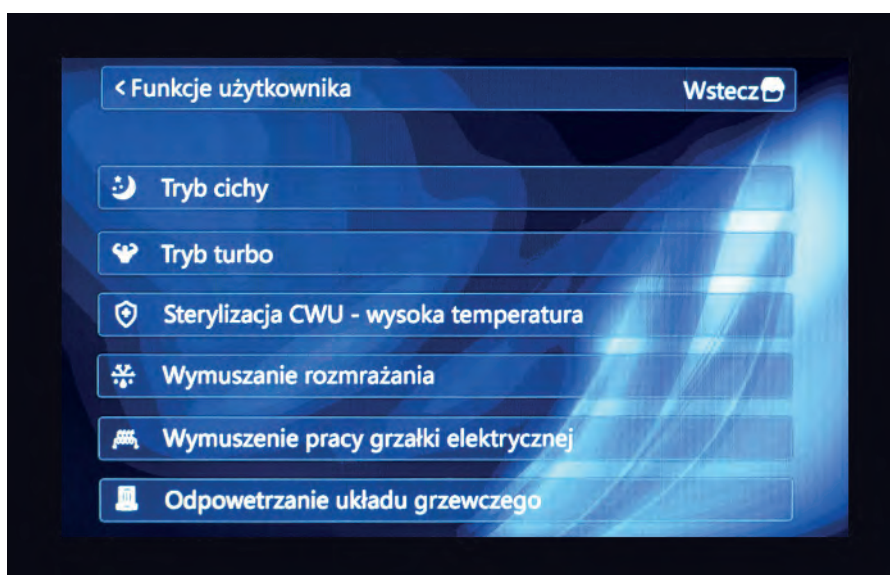 < Funkcje użytkownika Wstecz
Tryb cichy
Tryb turbo
Sterylizacja CWU - wysoka temperatura
Wymuszanie rozmrażania
Wymuszenie pracy grzałki elektrycznej
Odpowetrzanie układu grzewczego